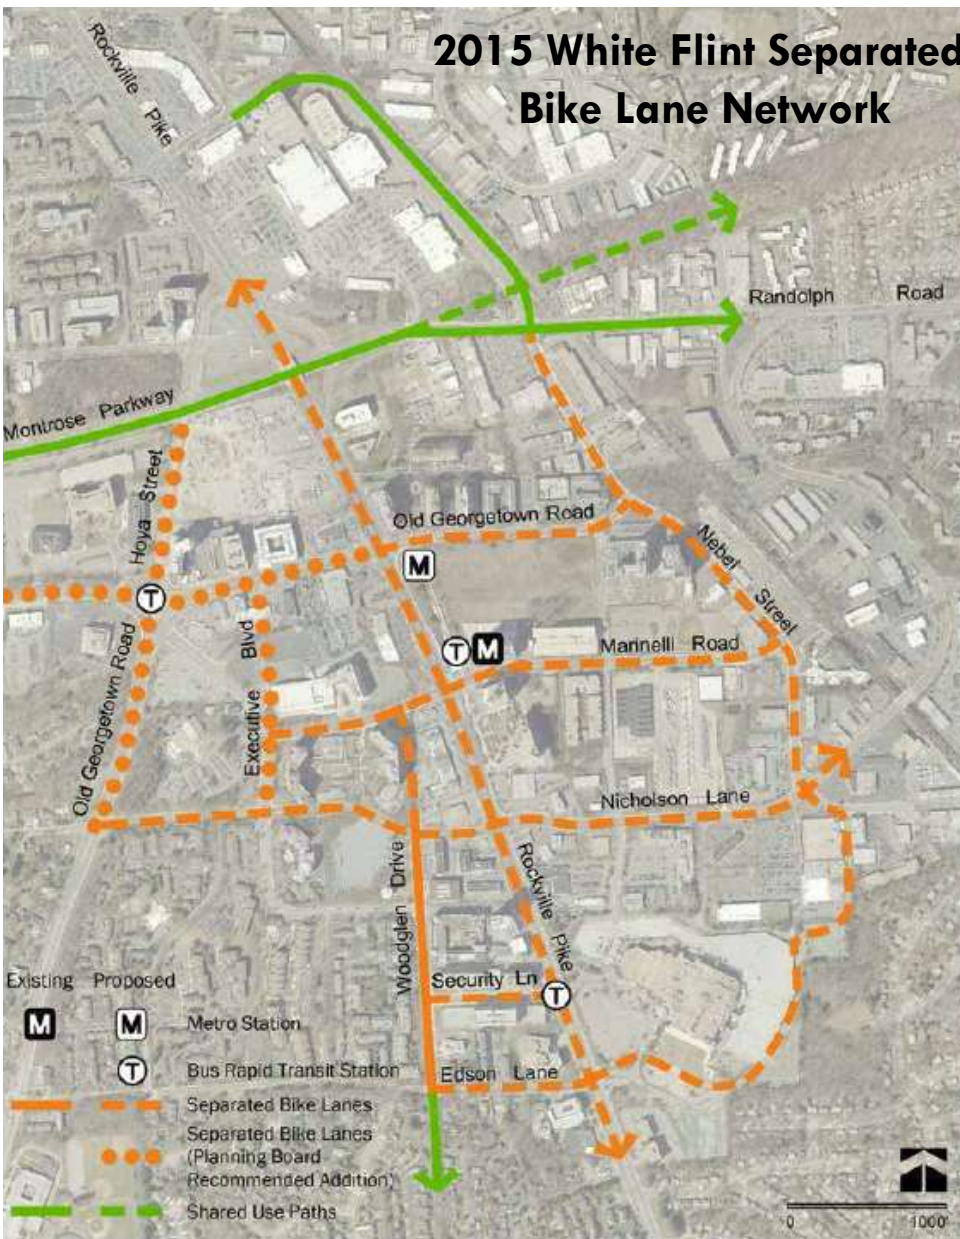 2015 White Flint Separated
Bike Lane Network
Rockville Pike
Randolph Road
Montrose Parkway
Hoya Street
Old Georgetown Road
M
Nebel Street
T
T M
Marinelli Road
Old Georgetown Road
Executive Blvd
Nicholson Lane
Woodglen Drive
Rockville Pike
Security Ln T
Edson Lane
Existing Proposed
M M Metro Station
T Bus Rapid Transit Station
Separated Bike Lanes
Separated Bike Lanes
(Planning Board
Recommended Addition)
Shared Use Paths
0 1000'